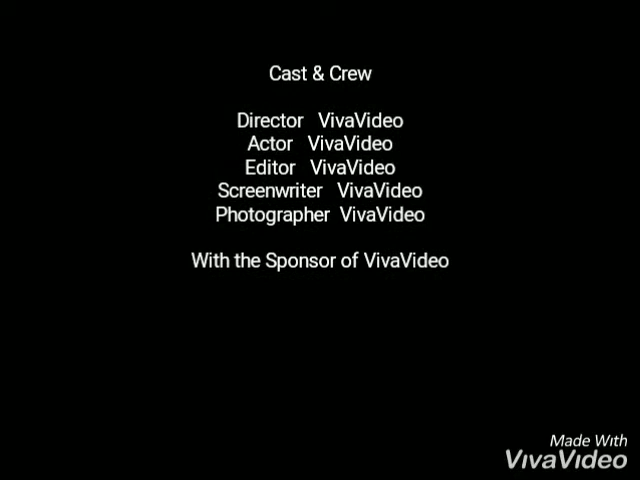 Cast & Crew
Director VivaVideo
Actor VivaVideo
Editor VivaVideo
Screenwriter VivaVideo
Photographer VivaVideo
With the Sponsor of VivaVideo
Made With
VivaVideo